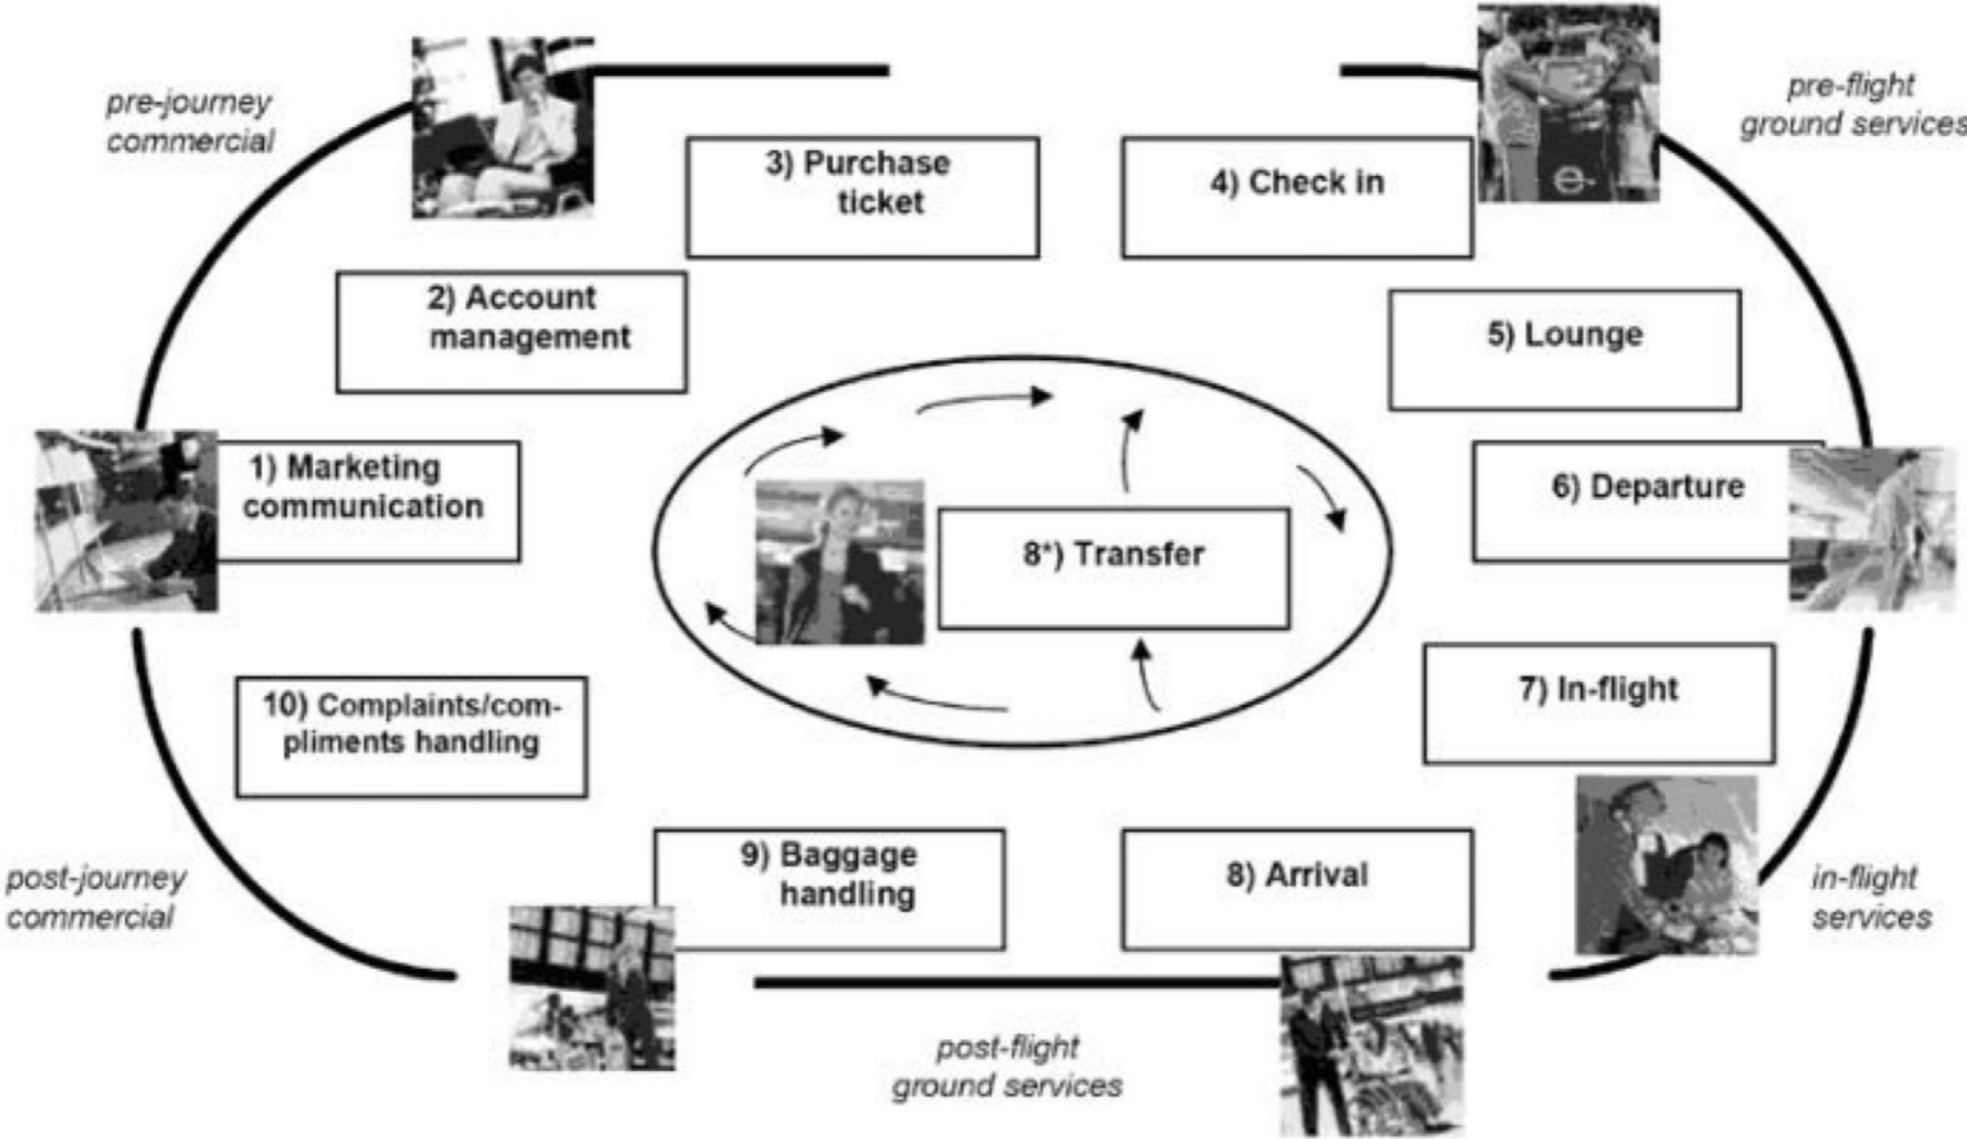 pre-journey
commercial
pre-flight
ground services
3) Purchase
ticket
4) Check in
2) Account
management
5) Lounge
1) Marketing
communication
6) Departure
8*) Transfer
7) In-flight
10) Complaints/com-
pliments handling
9) Baggage
handling
8) Arrival
post-journey
commercial
in-flight
services
post-flight
ground services